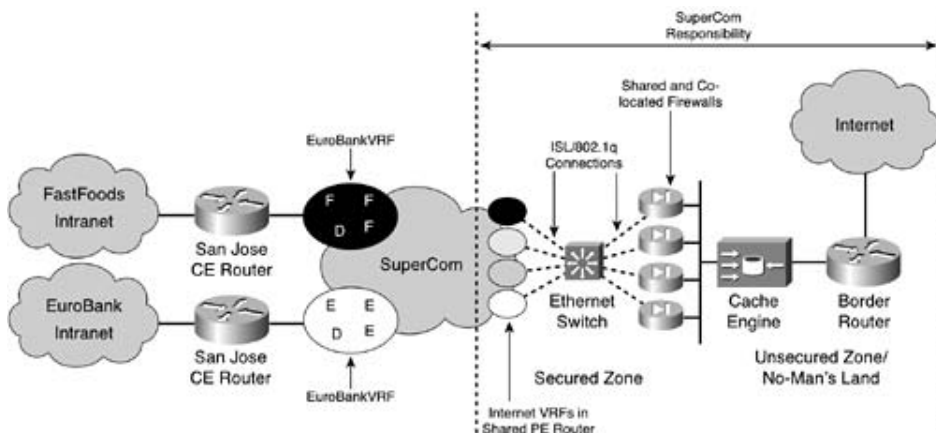 SuperCom
Responsibility
Shared and Co-
located Firewalls
Internet
EuroBankVRF
ISL/802.1q
Connections
FastFoods
Intranet
F F
D F
San Jose
CE Router
SuperCom
EuroBank
Intranet
E E
D E
San Jose
CE Router
Ethernet
Switch
Cache
Engine
Border
Router
EuroBankVRF
Secured Zone
Unsecured Zone/
No-Man's Land
Internet VRFs in
Shared PE Router